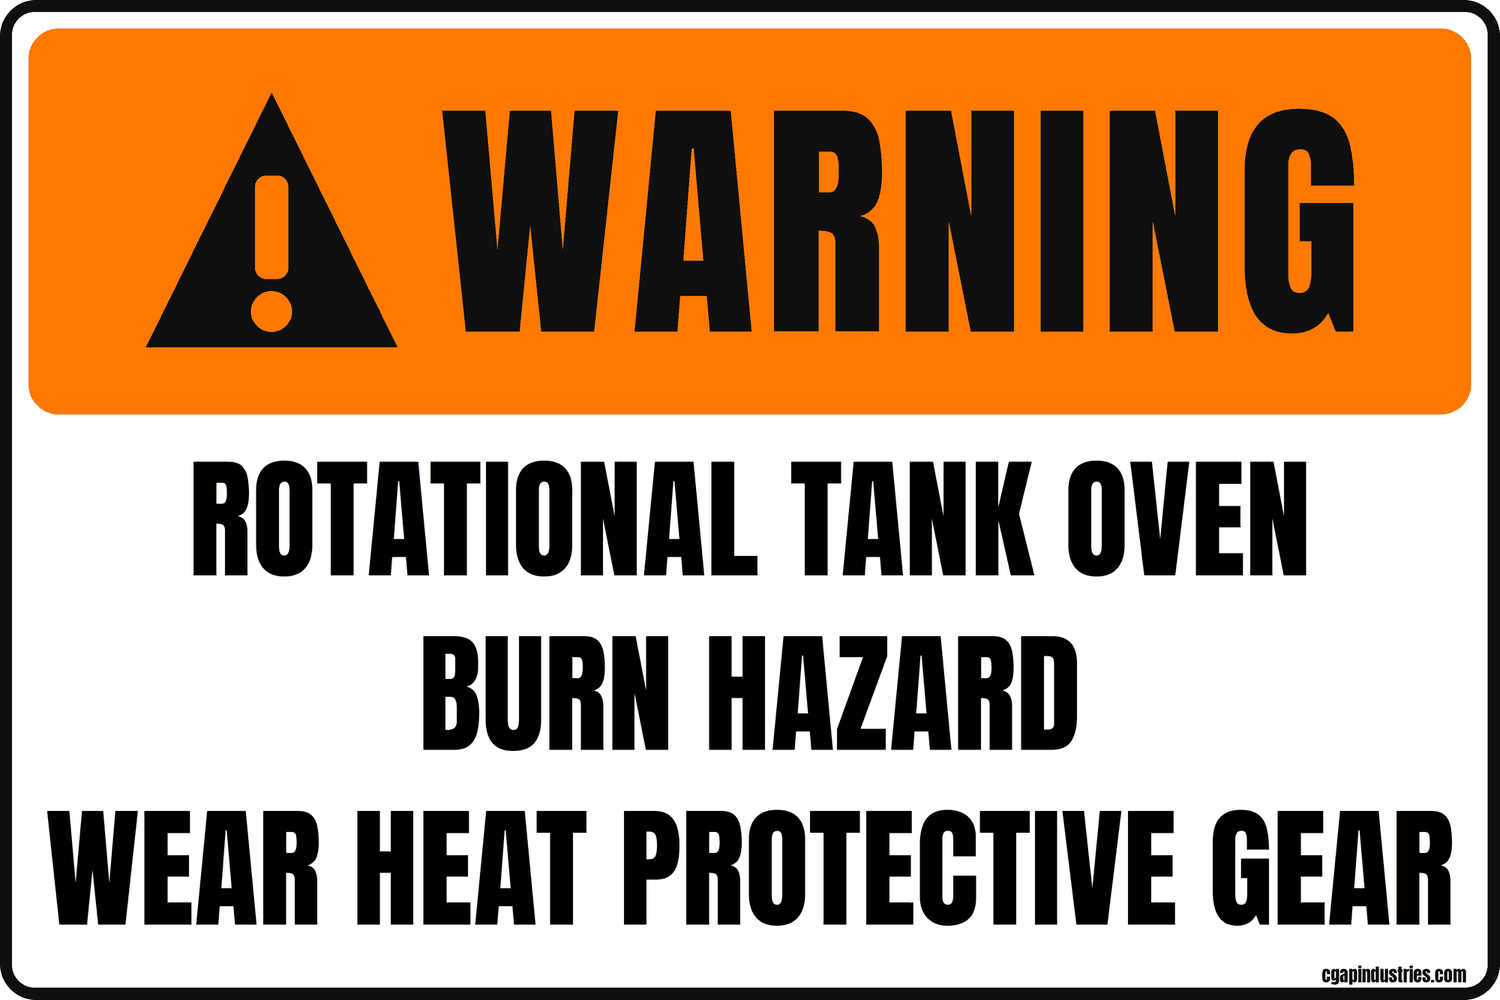 WARNING
ROTATIONAL TANK OVEN
BURN HAZARD
WEAR HEAT PROTECTIVE GEAR
cgapindustries.com